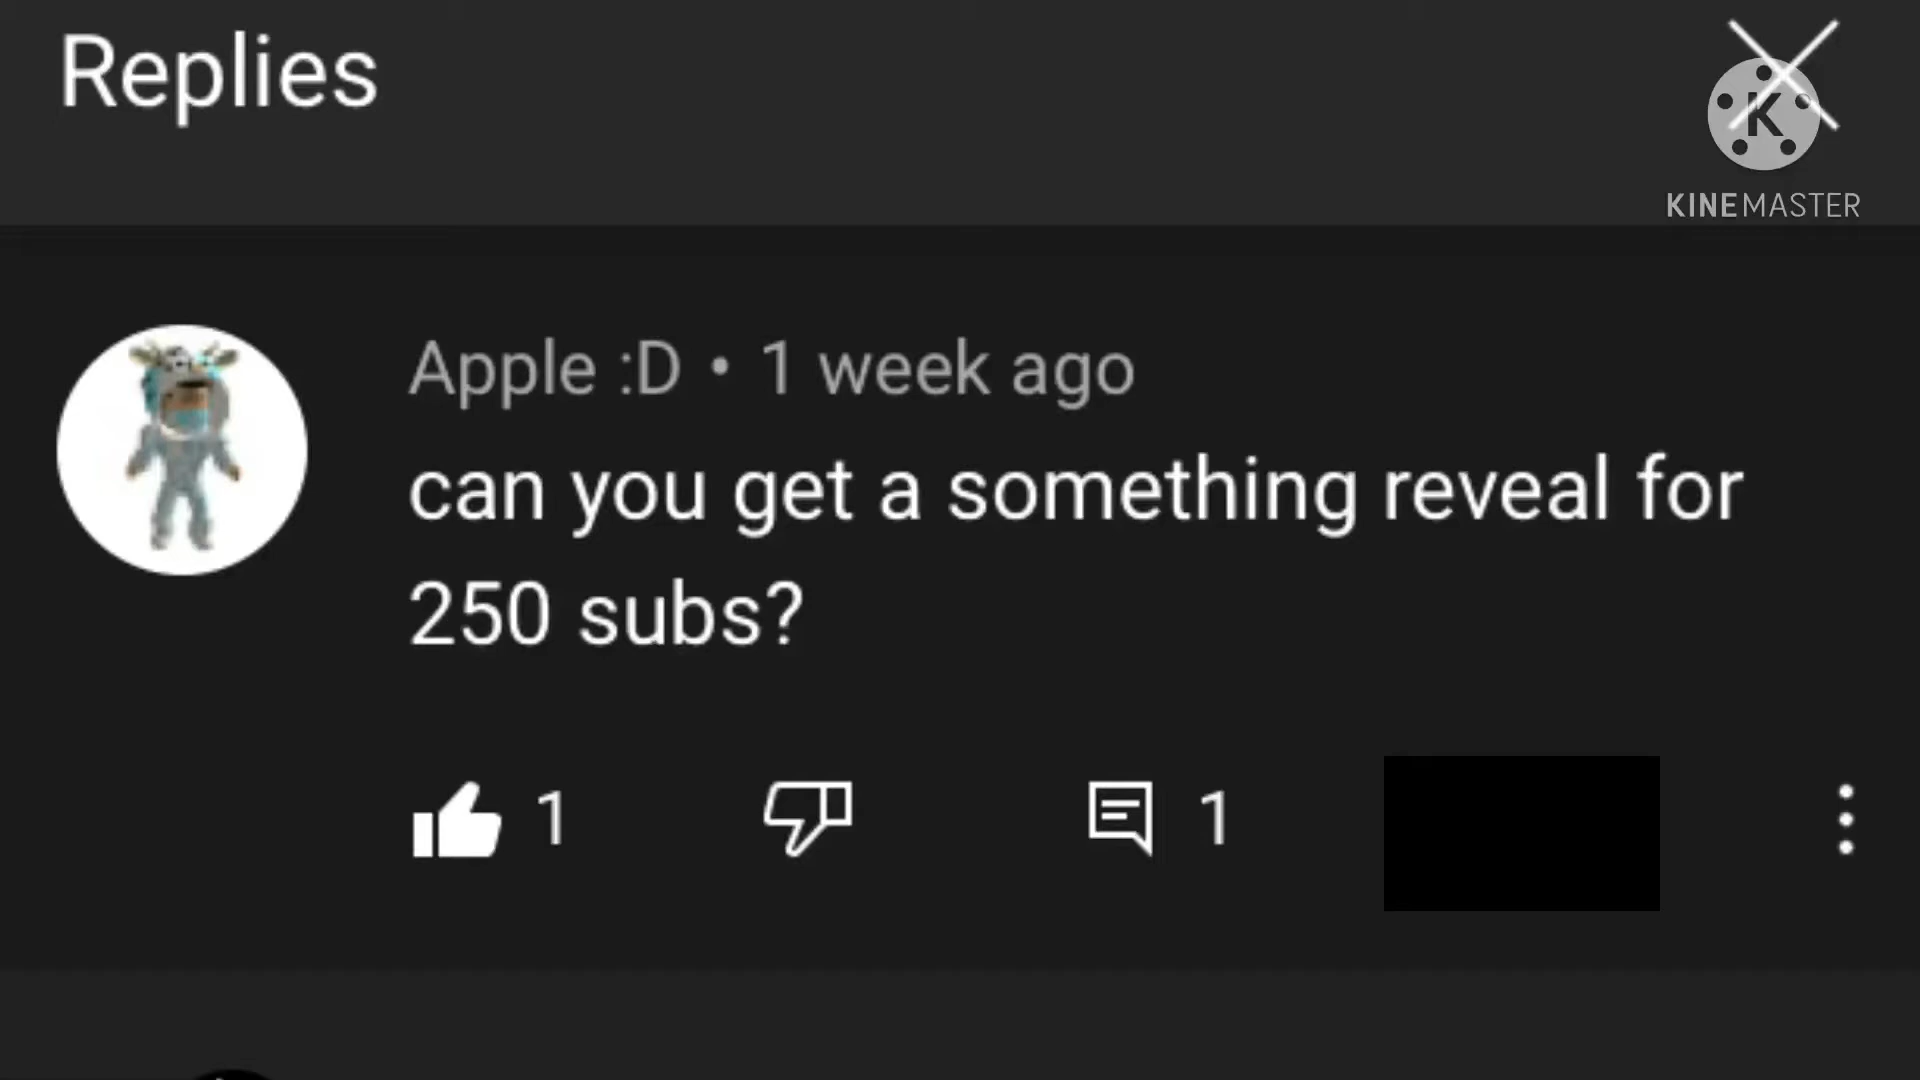 Replies
K
KINEMASTER
Apple :D • 1 week ago
can you get a something reveal for
250 subs?
1
1